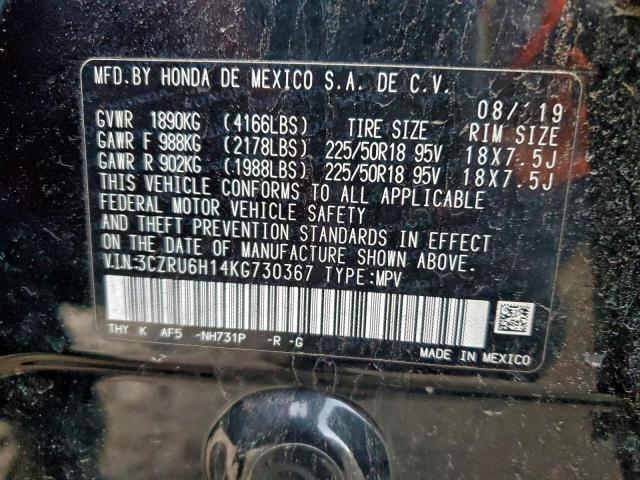 MFD.BY HONDA DE MEXICO S.A. DE C.V.
08/'19
GVWR 1890KG (4166LBS) TIRE SIZE RIM SIZE
GAWR F 988KG (2178LBS) 225/50R18 95V 18X7.5J
GAWR R 902KG (1988LBS) 225/50R18 95V 18X7.5J
THIS VEHICLE CONFORMS TO ALL APPLICABLE
FEDERAL MOTOR VEHICLE SAFETY
AND THEFT PREVENTION STANDARDS IN EFFECT
ON THE DATE OF MANUFACTURE SHOWN ABOVE.
V.I.N:3CZRU6H14KG730367 TYPE:MPV
THY K AF5 -NH731P -R -G
MADE IN MEXICO